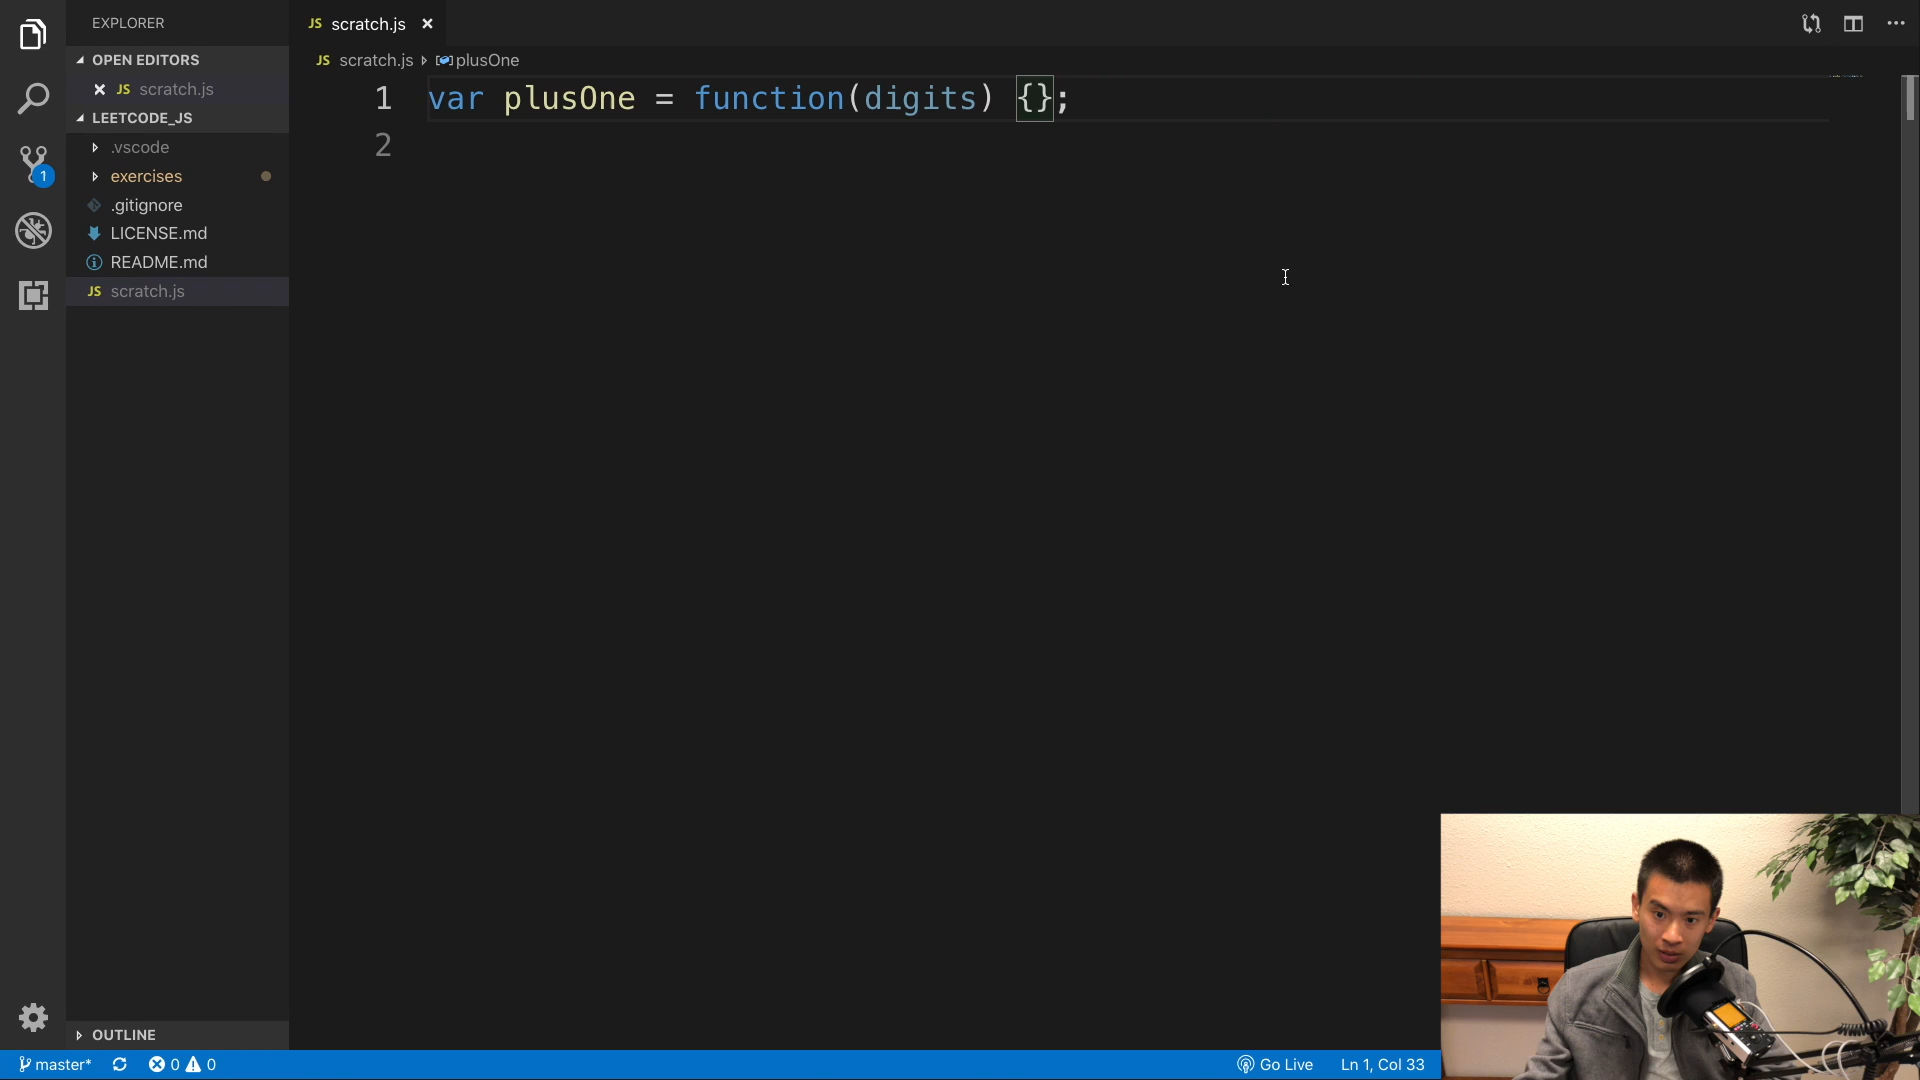 EXPLORER
OPEN EDITORS
JS scratch.js
LEETCODE_JS
.vscode
exercises
.gitignore
LICENSE.md
README.md
JS scratch.js
OUTLINE
1
JS scratch.js
JS scratch.js plusOne
1 var plusOne = function(digits) {};
2
master* 0 0 Go Live Ln 1, Col 33